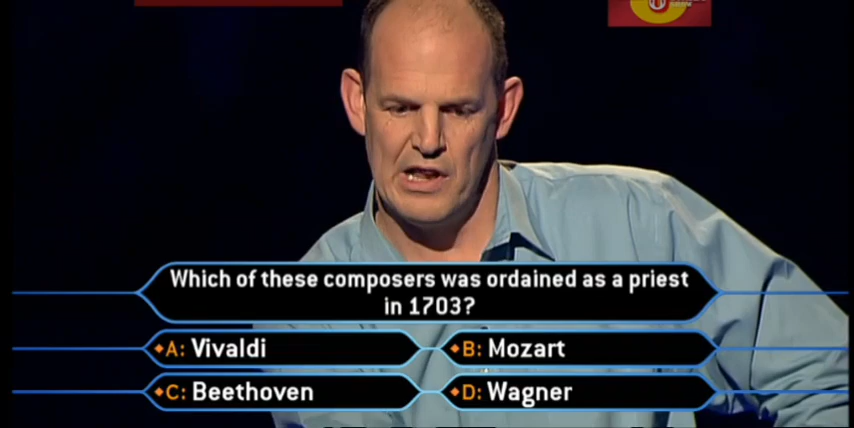 Which of these composers was ordained as a priest
in 1703?
A: Vivaldi
B: Mozart
C: Beethoven
D: Wagner